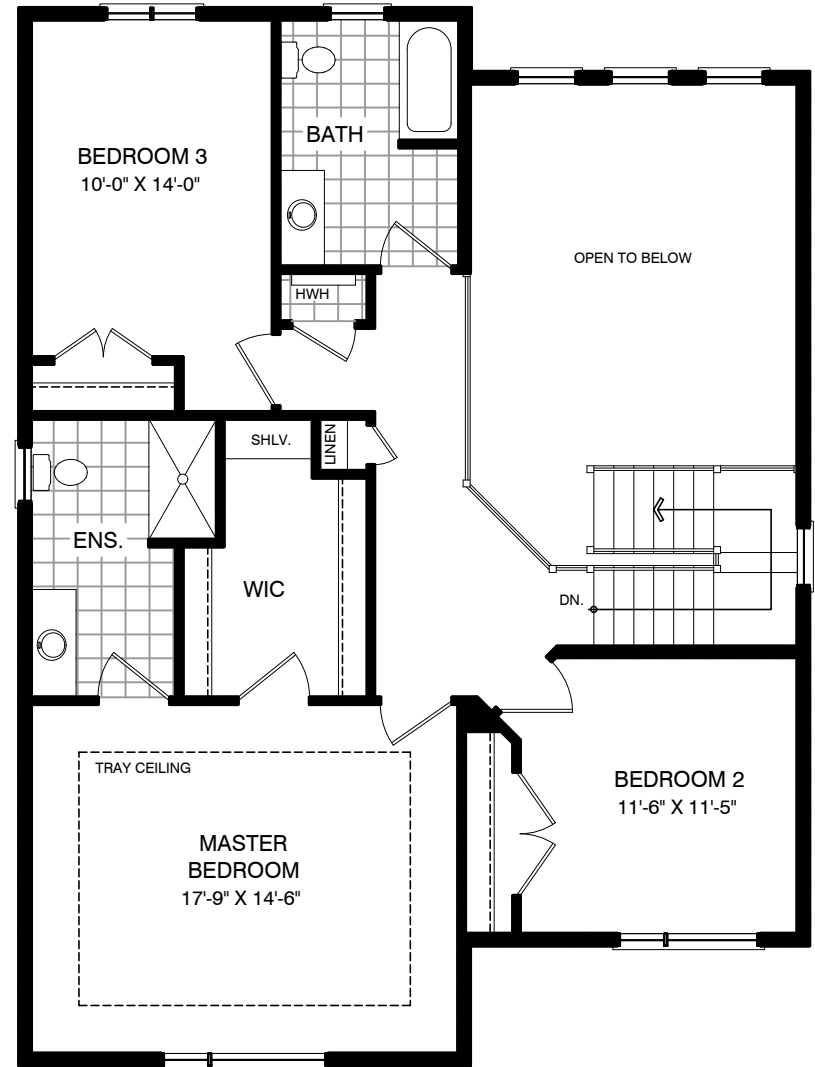 BATH
BEDROOM 3
10'-0" X 14'-0"
OPEN TO BELOW
HWH
SHLV.
LINEN
ENS.
WIC
DN.
TRAY CEILING
BEDROOM 2
11'-6" X 11'-5"
MASTER
BEDROOM
17'-9" X 14'-6"